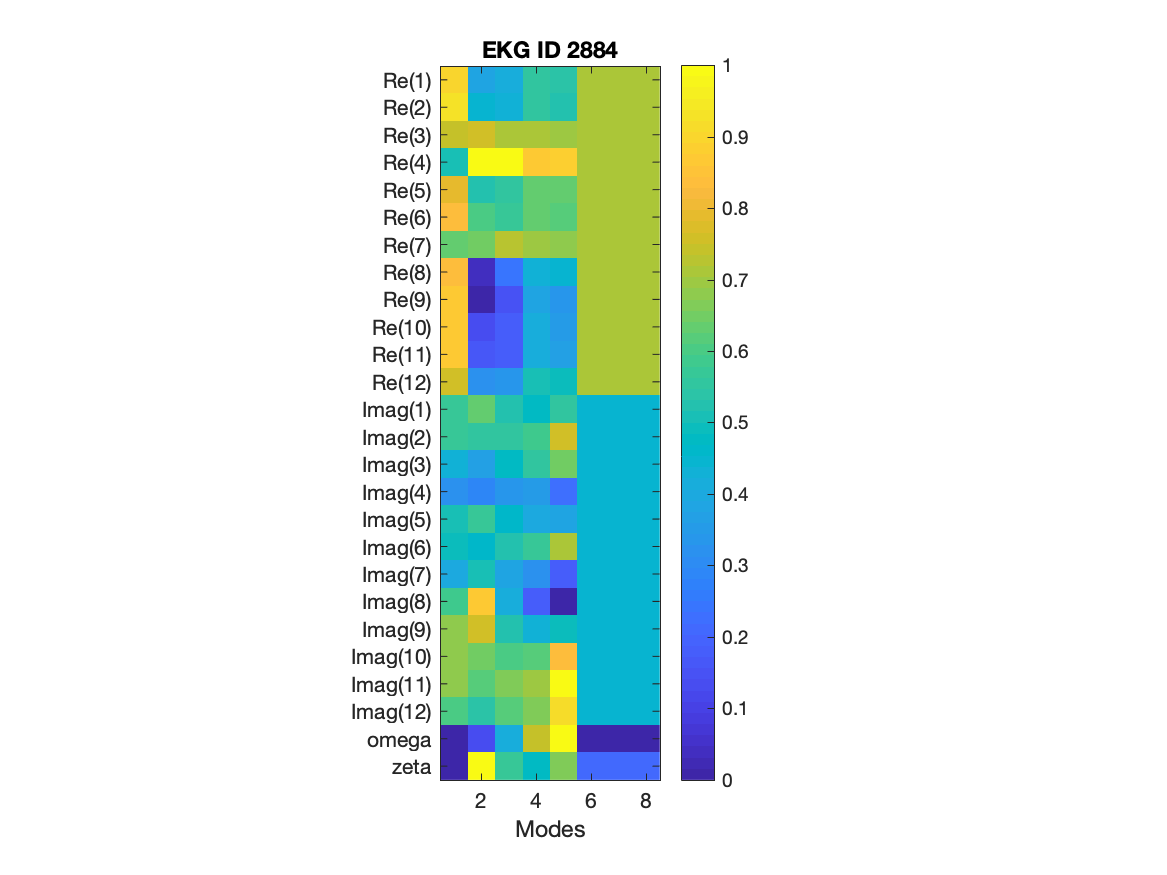 EKG ID 2884
Re(1)
Re(2)
Re(3)
Re(4)
Re(5)
Re(6)
Re(7)
Re(8)
Re(9)
Re(10)
Re(11)
Re(12)
Imag(1)
Imag(2)
Imag(3)
Imag(4)
Imag(5)
Imag(6)
Imag(7)
Imag(8)
Imag(9)
Imag(10)
Imag(11)
Imag(12)
omega
zeta
2 4 6 8
Modes
1
0.9
0.8
0.7
0.6
0.5
0.4
0.3
0.2
0.1
0